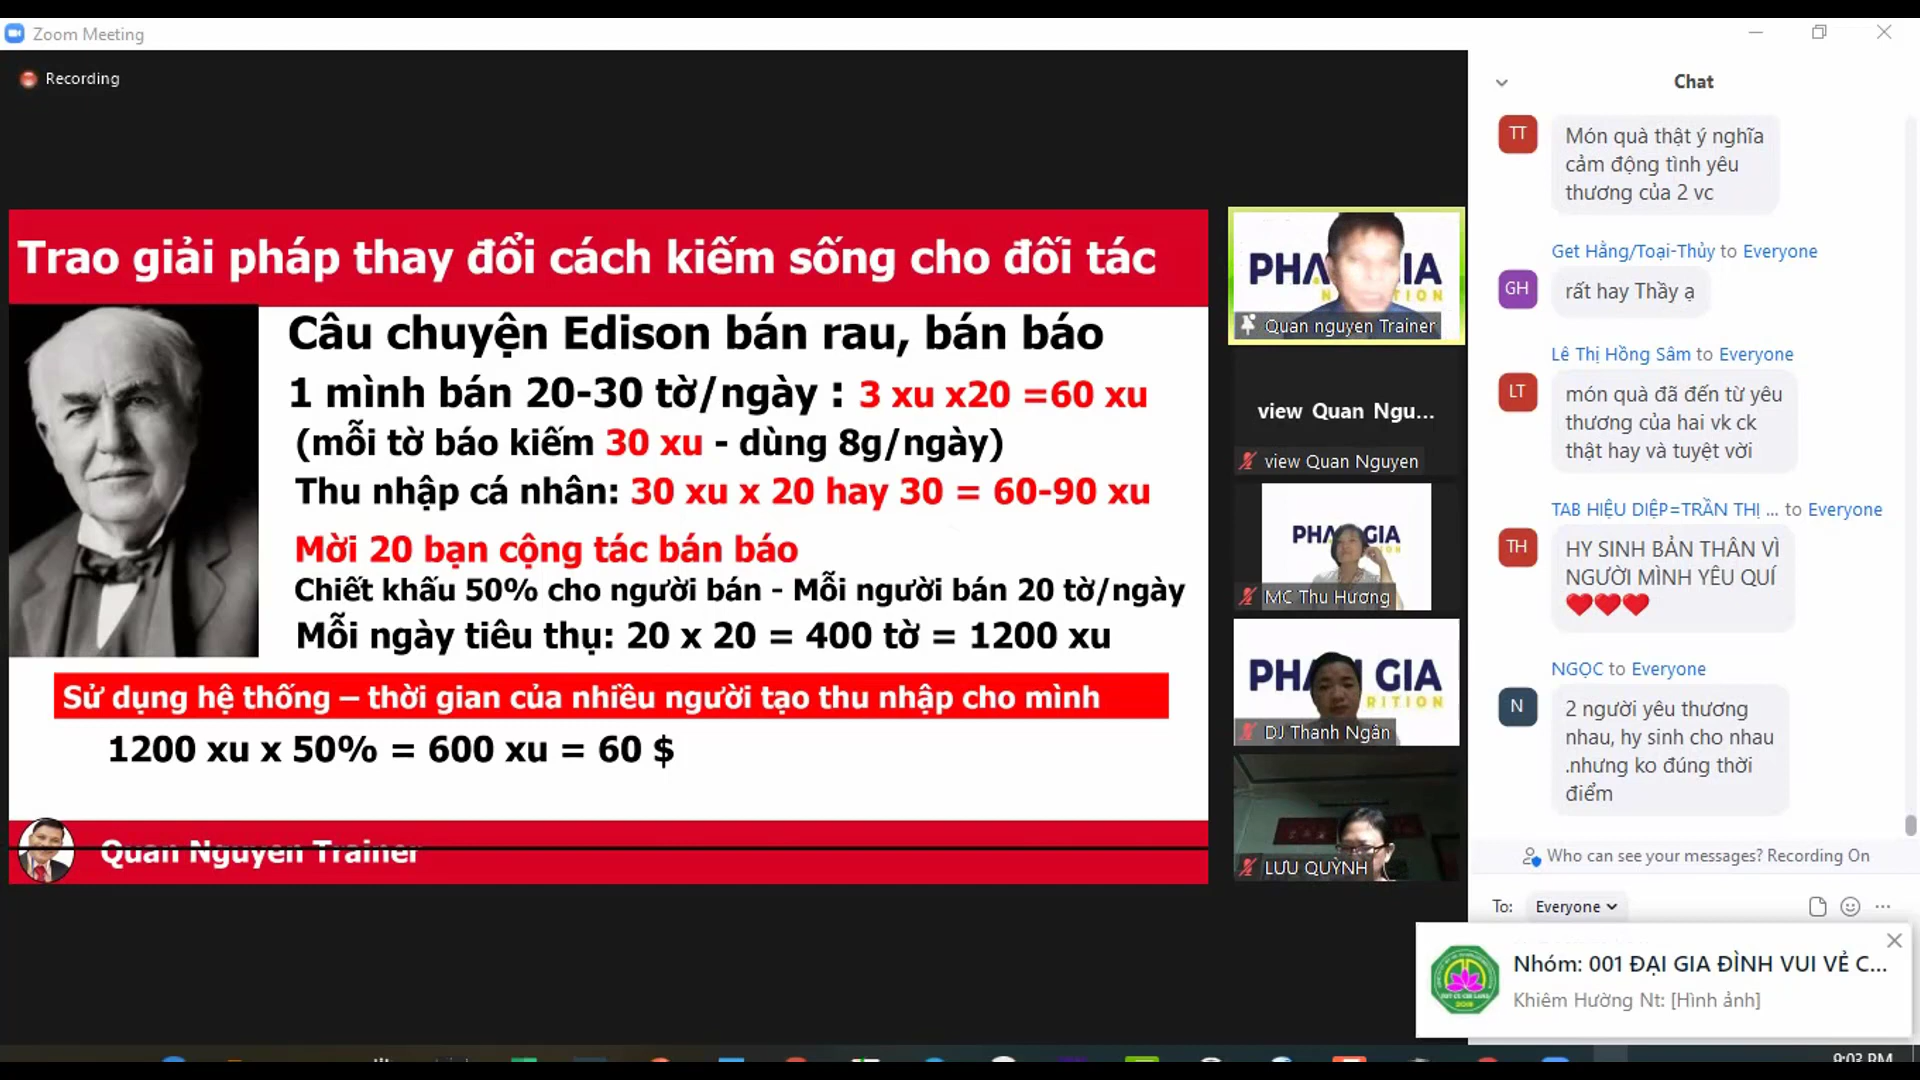 Zoom Meeting
Recording
Trao giải pháp thay đổi cách kiếm sống cho đối tác
Câu chuyện Edison bán rau, bán báo
1 mình bán 20-30 tờ/ngày : 3 xu x20 =60 xu
(mỗi tờ báo kiếm 30 xu - dùng 8g/ngày)
Thu nhập cá nhân: 30 xu x 20 hay 30 = 60-90 xu
Mời 20 bạn cộng tác bán báo
Chiết khấu 50% cho người bán - Mỗi người bán 20 tờ/ngày
Mỗi ngày tiêu thụ: 20 x 20 = 400 tờ = 1200 xu
Sử dụng hệ thống – thời gian của nhiều người tạo thu nhập cho mình
1200 xu x 50% = 600 xu = 60 $
Quan Nguyen Trainer
Quan nguyen Trainer
view Quan Ngu...
view Quan Nguyen
PHẠM GIA
MC Thu Hương
DJ Thanh Ngân
LƯU QUỲNH
Chat
TT
Món quà thật ý nghĩa
cảm động tình yêu
thương của 2 vc
Get Hằng/Toại-Thủy to Everyone
GH
rất hay Thầy ạ
Lê Thị Hồng Sâm to Everyone
LT
món quà đã đến từ yêu
thương của hai vk ck
thật hay và tuyệt vời
TAB HIỆU DIỆP=TRẦN THỊ ... to Everyone
TH
HY SINH BẢN THÂN VÌ
NGƯỜI MÌNH YÊU QUÍ
❤️❤️❤️
NGỌC to Everyone
N
2 người yêu thương
nhau, hy sinh cho nhau
.nhưng ko đúng thời
điểm
Who can see your messages? Recording On
To: Everyone
Nhóm: 001 ĐẠI GIA ĐÌNH VUI VẺ C...
Khiêm Hường Nt: [Hình ảnh]
9:03 PM